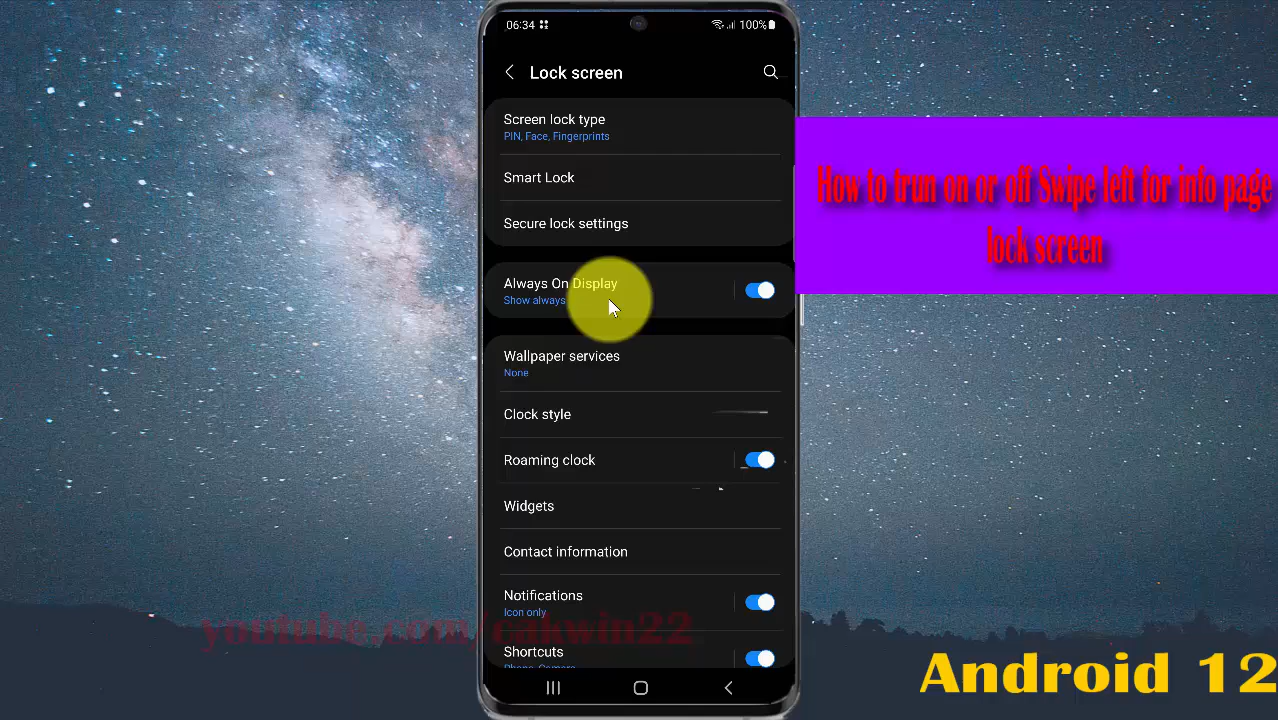 06:34
100%
Lock screen
Screen lock type
PIN, Face, Fingerprints
Smart Lock
Secure lock settings
Always On Display
Show always
Wallpaper services
None
Clock style
Roaming clock
Widgets
Contact information
Notifications
Icon only
Shortcuts
Phone, Camera
How to trun on or off Swipe left for info page
lock screen
youtube.com/cakwin22
Android 12